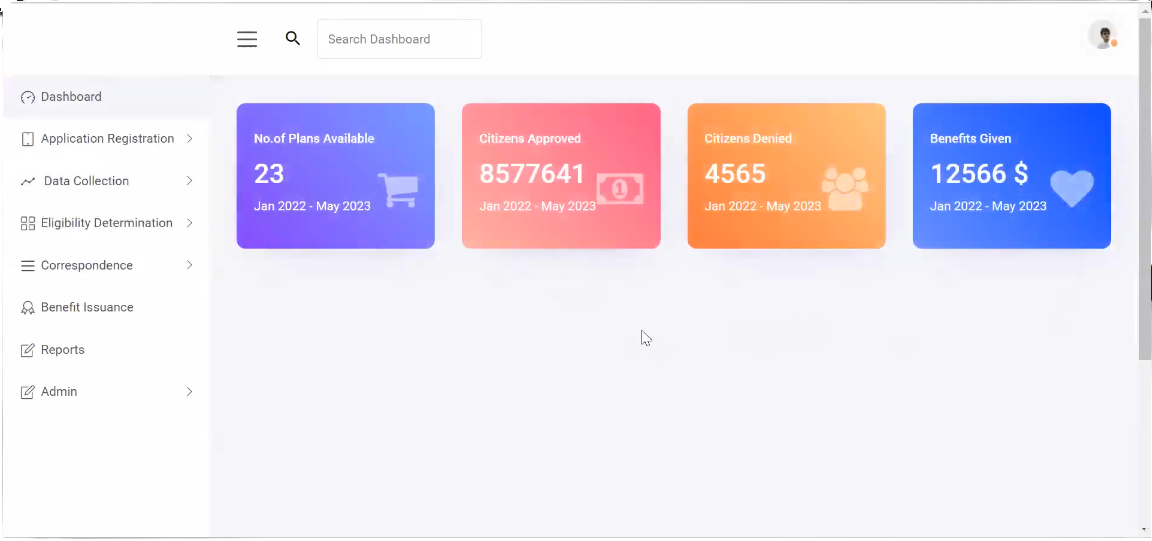 Search Dashboard
Dashboard
Application Registration
Data Collection
Eligibility Determination
Correspondence
Benefit Issuance
Reports
Admin
No.of Plans Available
23
Jan 2022 - May 2023
Citizens Approved
8577641
Jan 2022 - May 2023
1
Citizens Denied
4565
Jan 2022 - May 2023
Benefits Given
12566 $
Jan 2022 - May 2023